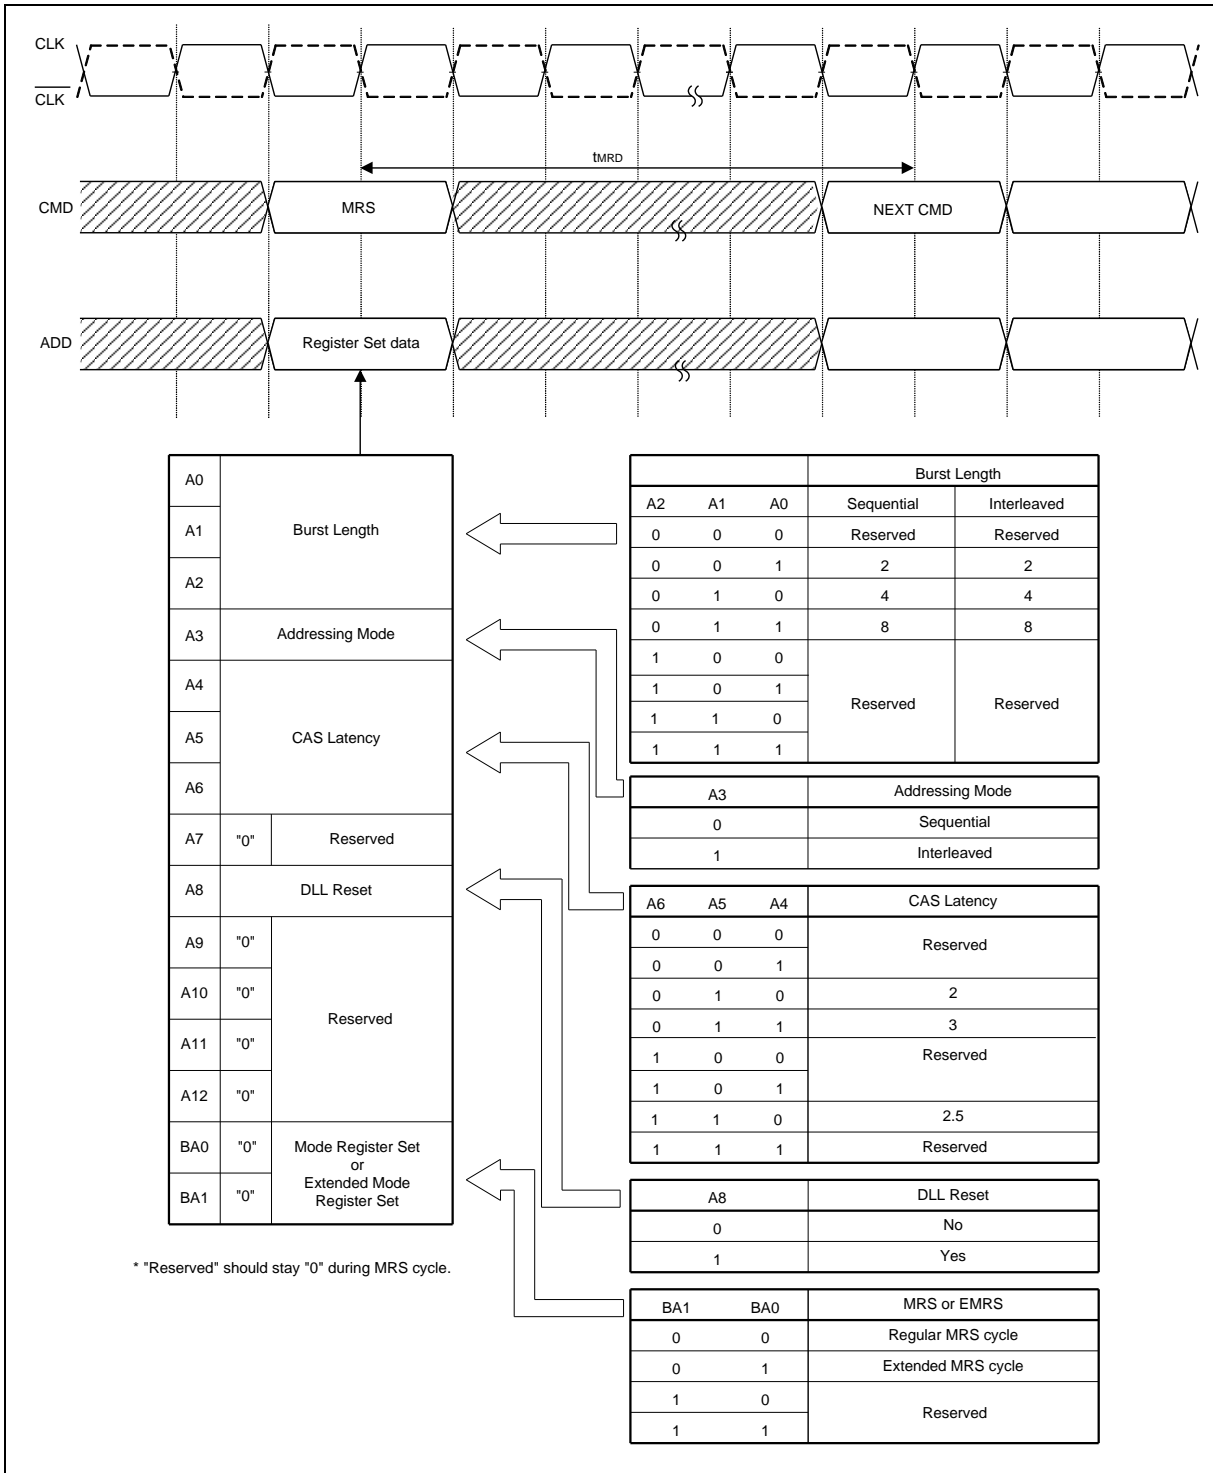 CLK
CLK
tMRD
CMD
MRS
NEXT CMD
ADD
Register Set data
A0
A1
Burst Length
A2
A3
Addressing Mode
A4
A5
CAS Latency
A6
A7
"0"
Reserved
A8
DLL Reset
A9
"0"
A10
"0"
Reserved
A11
"0"
A12
"0"
BA0
"0"
Mode Register Set
or
Extended Mode
Register Set
BA1
"0"
* "Reserved" should stay "0" during MRS cycle.
Burst Length
A2 A1 A0 Sequential Interleaved
0 0 0 Reserved Reserved
0 0 1 2 2
0 1 0 4 4
0 1 1 8 8
1 0 0
1 0 1
Reserved Reserved
1 1 0
1 1 1
A3 Addressing Mode
0 Sequential
1 Interleaved
A6 A5 A4 CAS Latency
0 0 0
Reserved
0 0 1
0 1 0 2
0 1 1 3
1 0 0 Reserved
1 0 1
1 1 0 2.5
1 1 1 Reserved
A8 DLL Reset
0 No
1 Yes
BA1 BA0 MRS or EMRS
0 0 Regular MRS cycle
0 1 Extended MRS cycle
1 0
Reserved
1 1